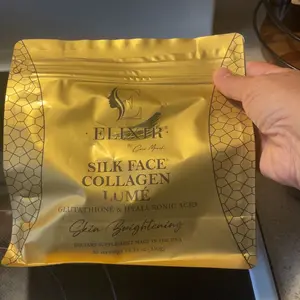 ELIXIR
SILK FACE
COLLAGEN
LUMÉ
GLUTATHIONE & HYALURONIC ACID
Skin Brightening